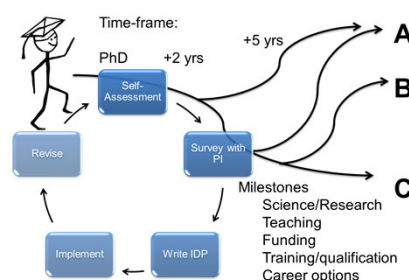 Time-frame:
PhD
+2 yrs
+5 yrs
A
B
C
Self-
Assessment
Survey with
PI
Write IDP
Implement
Revise
Milestones
Science/Research
Teaching
Funding
Training/qualification
Career options